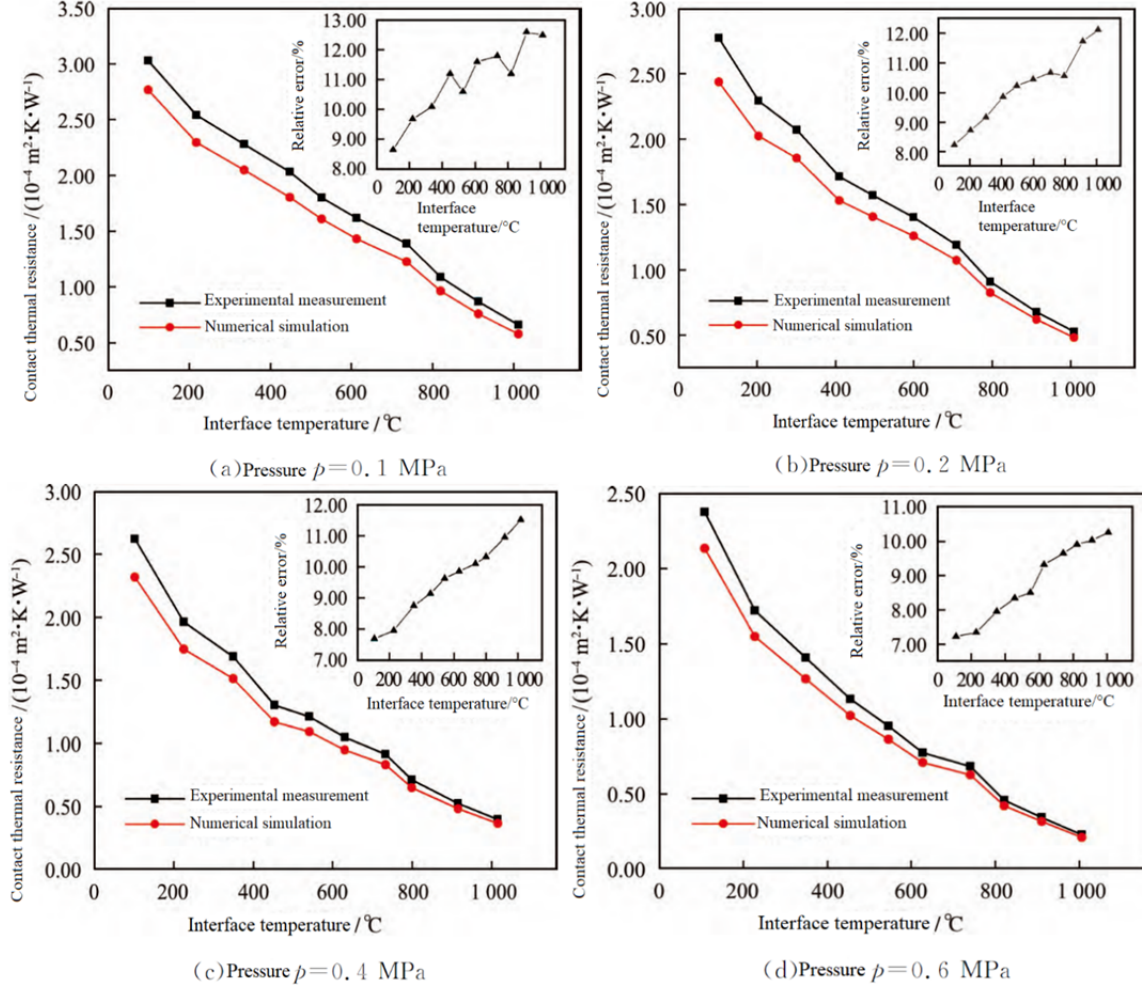 3.50
3.00
2.50
2.00
1.50
1.00
0.50
Contact thermal resistance /(10⁻⁴ m²·K·W⁻¹)
0 200 400 600 800 1 000
Interface temperature /℃
Experimental measurement
Numerical simulation
13.00
12.00
11.00
10.00
9.00
8.00
Relative error/%
0 200 400 600 800 1 000
Interface
temperature/°C
(a)Pressure p=0.1 MPa
3.00
2.50
2.00
1.50
1.00
0.50
Contact thermal resistance /(10⁻⁴ m²·K·W⁻¹)
0 200 400 600 800 1 000
Interface temperature /℃
Experimental measurement
Numerical simulation
12.00
11.00
10.00
9.00
8.00
Relative error/%
0 200 400 600 800 1 000
Interface
temperature/°C
(b)Pressure p=0.2 MPa
3.00
2.50
2.00
1.50
1.00
0.50
0.00
Contact thermal resistance /(10⁻⁴ m²·K·W⁻¹)
0 200 400 600 800 1 000
Interface temperature /℃
Experimental measurement
Numerical simulation
12.00
11.00
10.00
9.00
8.00
7.00
Relative error/%
0 200 400 600 800 1 000
Interface temperature/°C
(c)Pressure p=0.4 MPa
2.50
2.00
1.50
1.00
0.50
0.00
Contact thermal resistance /(10⁻⁴ m²·K·W⁻¹)
0 200 400 600 800 1 000
Interface temperature /℃
Experimental measurement
Numerical simulation
11.00
10.00
9.00
8.00
7.00
Relative error/%
0 200 400 600 800 1 000
Interface temperature/°C
(d)Pressure p=0.6 MPa